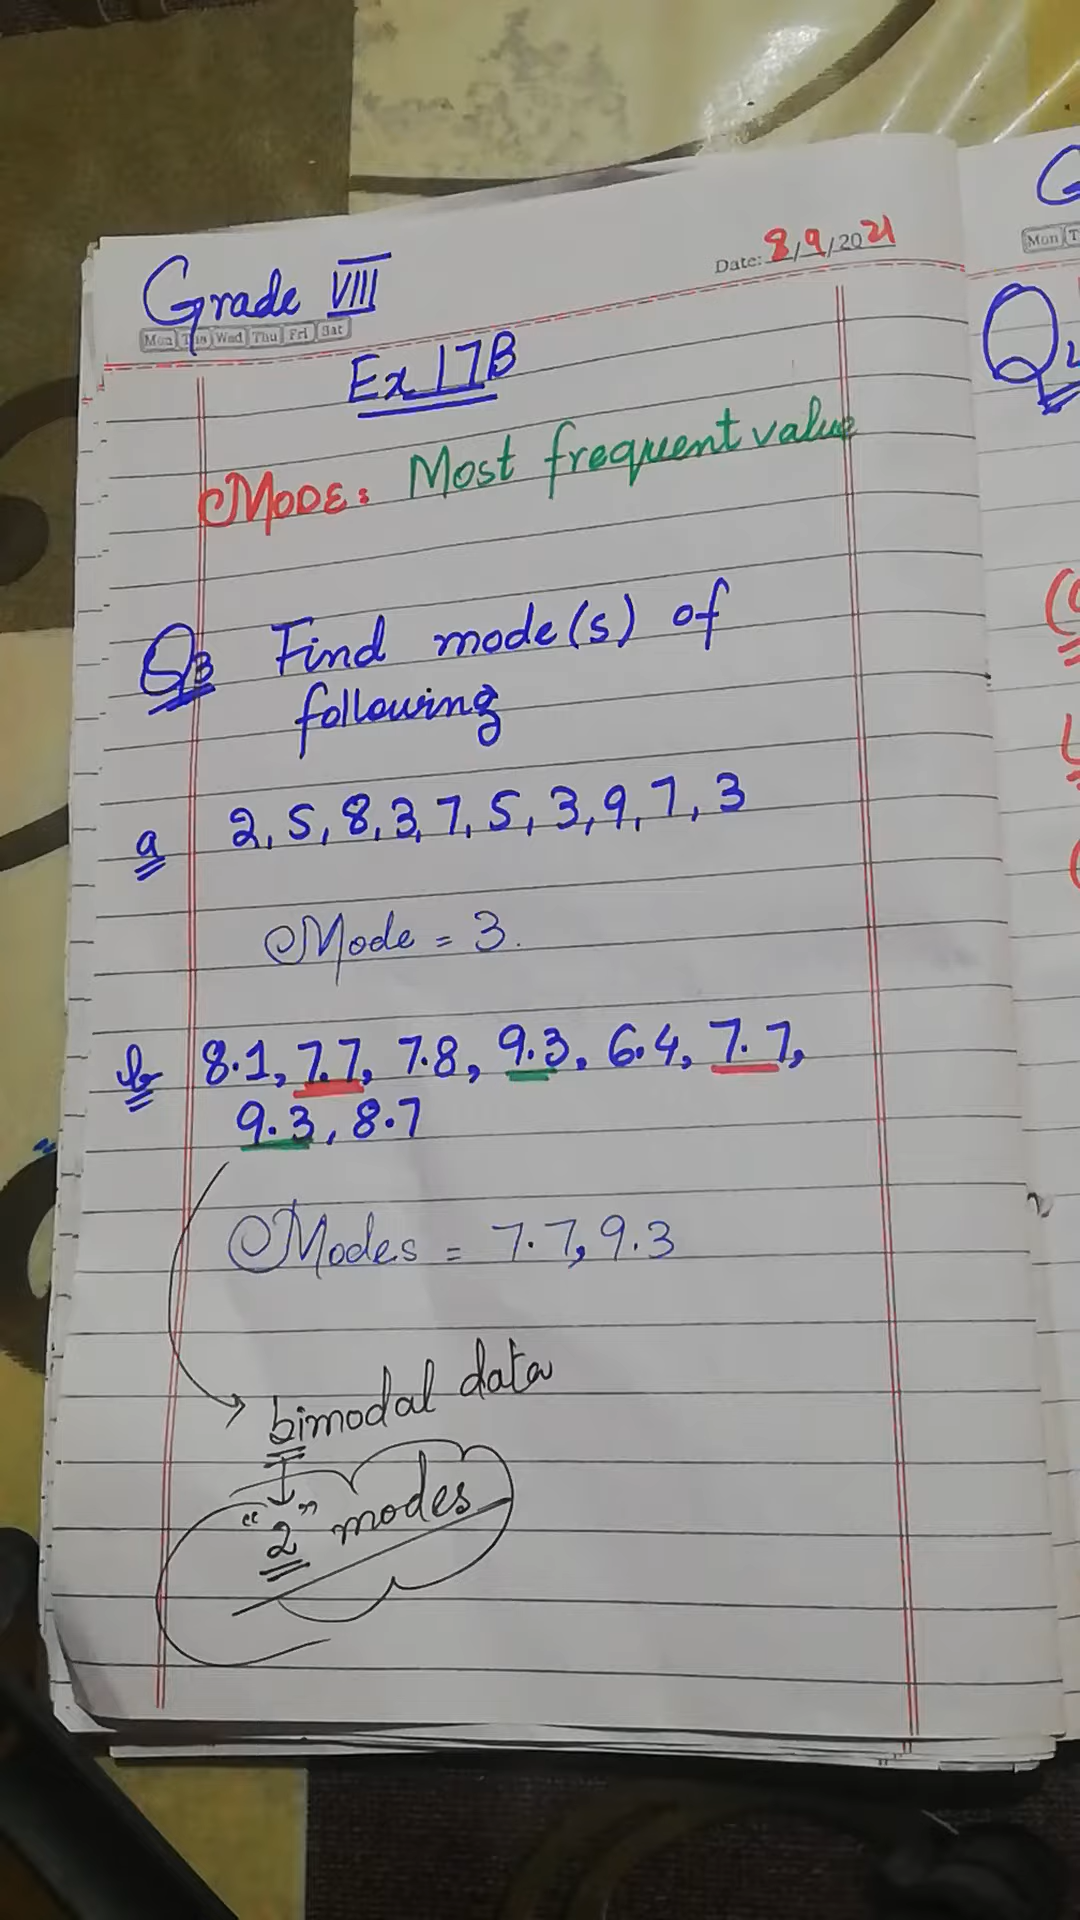 Grade VIII
Date: 8/9/2021
Mon Tue Wed Thu Fri Sat
Ex 17B
MODE: Most frequent value
Q3 Find mode(s) of
following
a 2, 5, 8, 3, 7, 5, 3, 9, 7, 3
Mode = 3.
b 8.1, 7.7, 7.8, 9.3, 6.4, 7.7,
9.3, 8.7
Modes = 7.7, 9.3
bimodal data
"2" modes
Mon